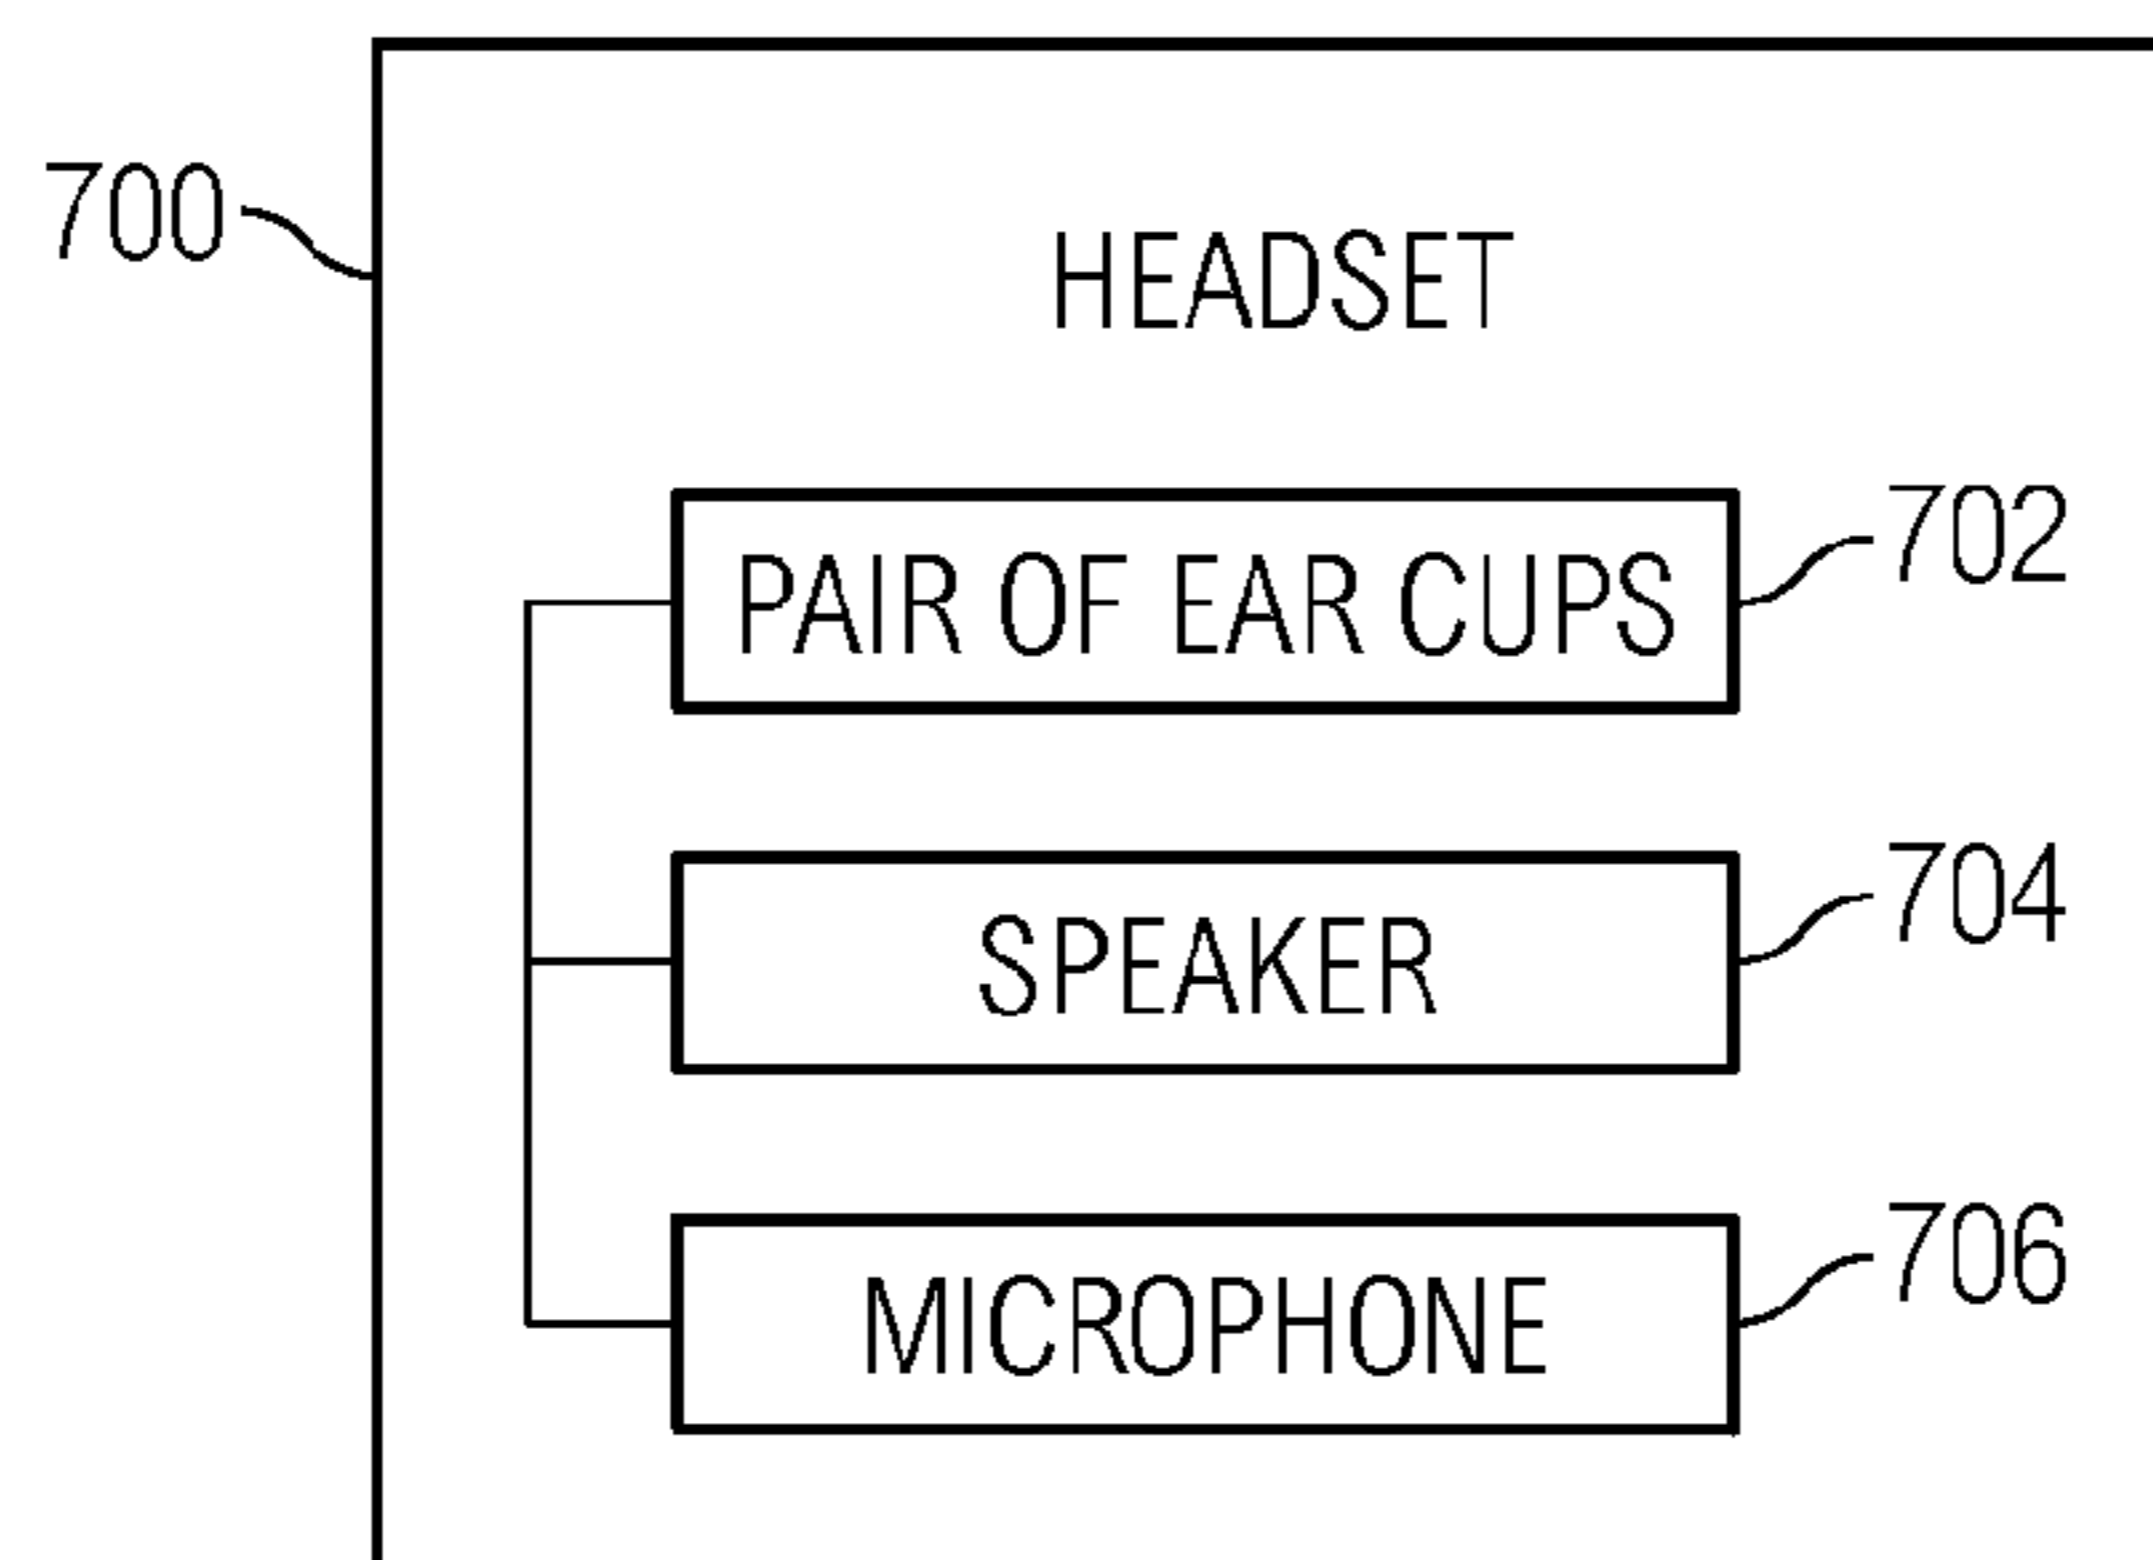 700
HEADSET
PAIR OF EAR CUPS
702
SPEAKER
704
MICROPHONE
706